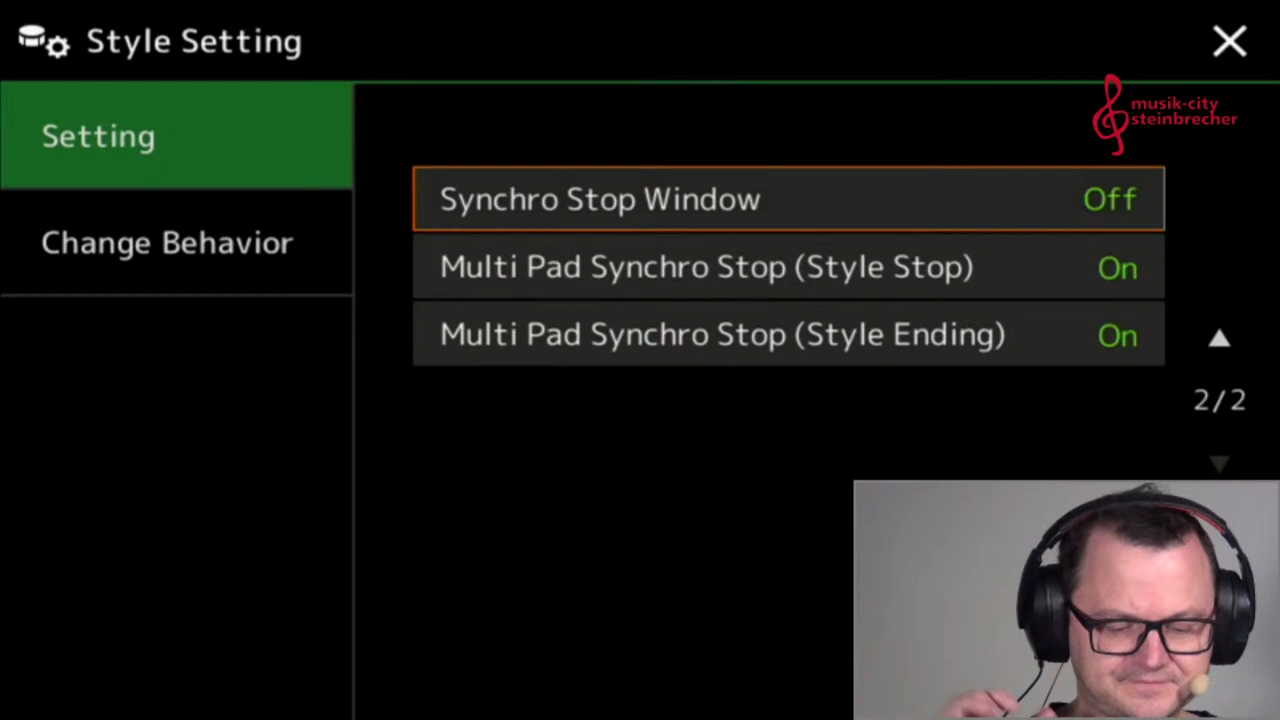 Style Setting
musik-city
steinbrecher
Setting
Change Behavior
Synchro Stop Window Off
Multi Pad Synchro Stop (Style Stop) On
Multi Pad Synchro Stop (Style Ending) On
2/2